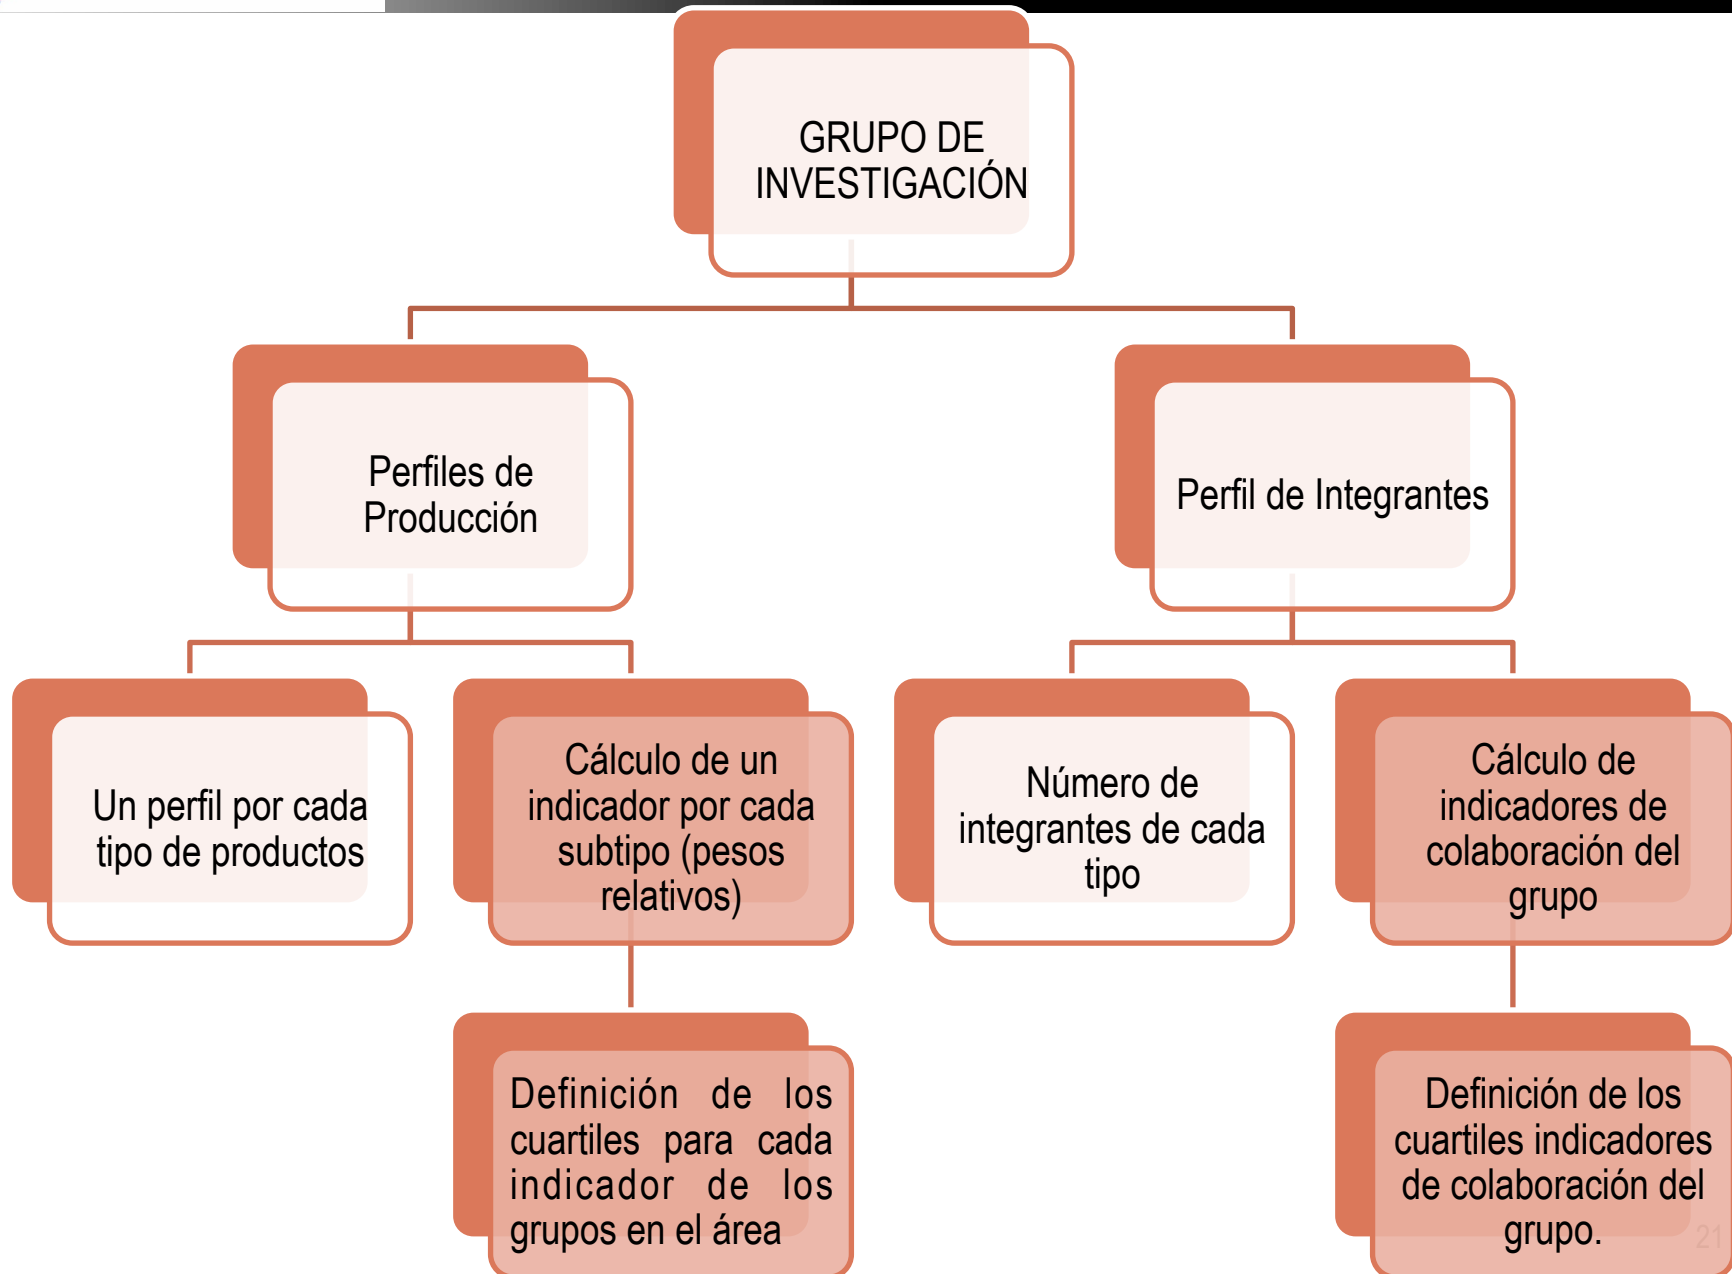 GRUPO DE
INVESTIGACIÓN
Perfiles de
Producción
Perfil de Integrantes
Un perfil por cada
tipo de productos
Cálculo de un
indicador por cada
subtipo (pesos
relativos)
Número de
integrantes de cada
tipo
Cálculo de
indicadores de
colaboración del
grupo
Definición de los
cuartiles para cada
indicador de los
grupos en el área
Definición de los
cuartiles indicadores
de colaboración del
grupo.
21